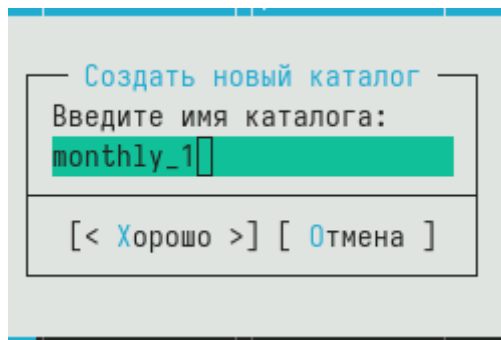 Создать новый каталог
Введите имя каталога:
monthly_1
[< Хорошо >] [ Отмена ]